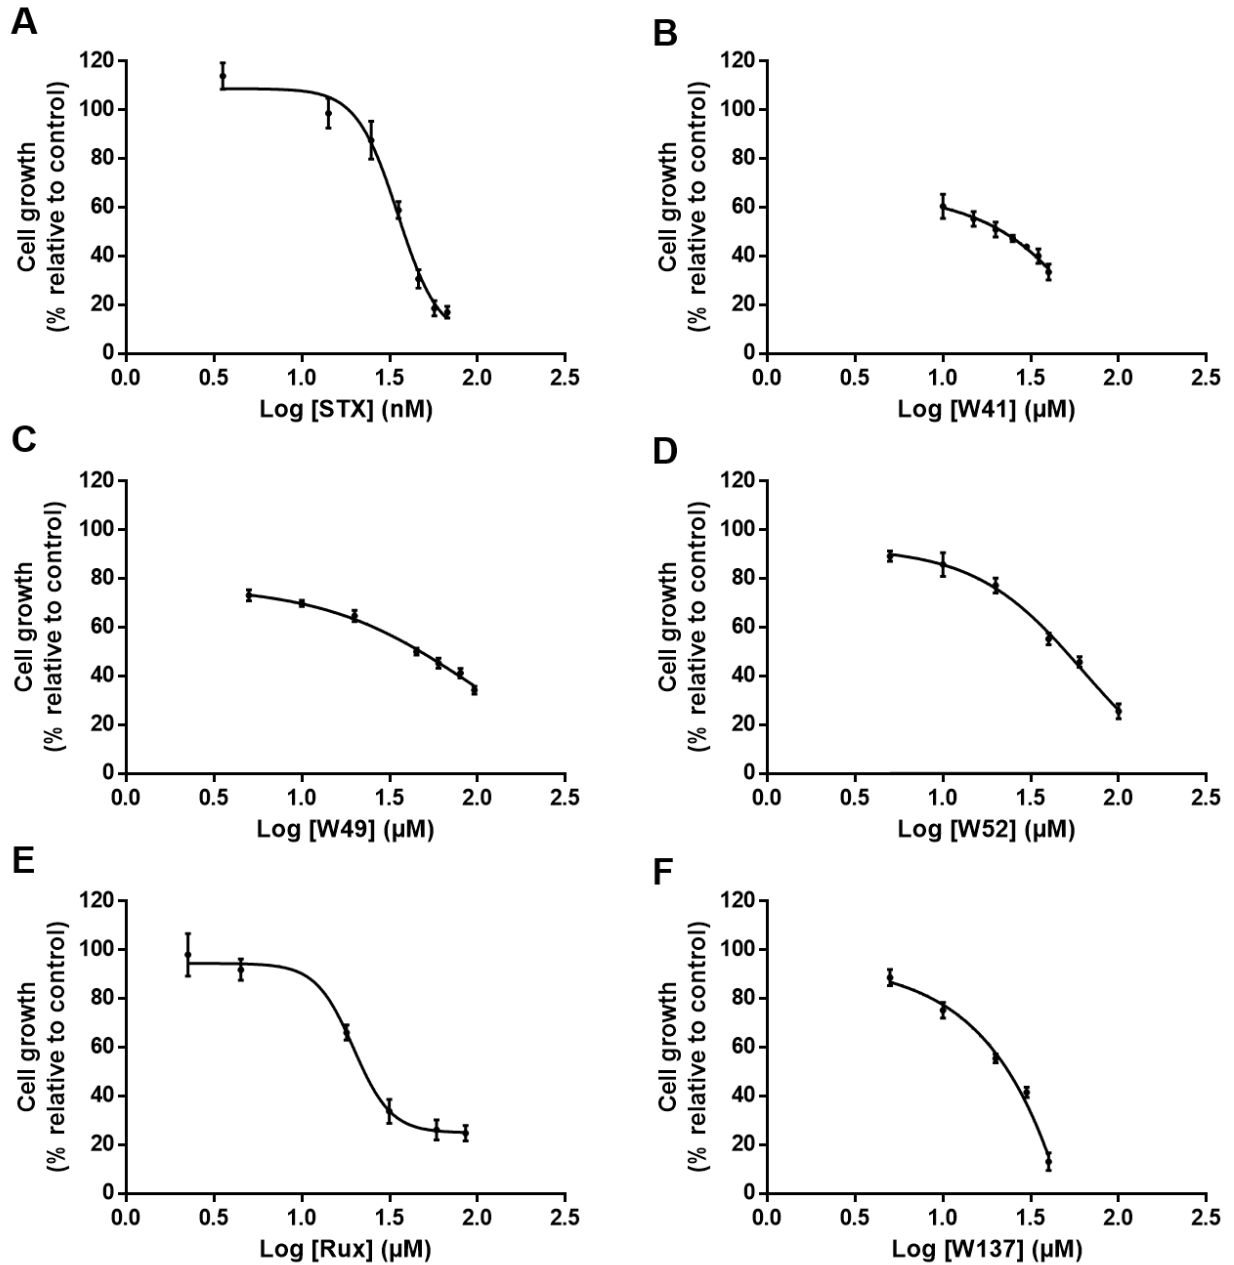 A
120
100
80
60
40
20
0
Cell growth
(% relative to control)
0.0 0.5 1.0 1.5 2.0 2.5
Log [STX] (nM)
B
120
100
80
60
40
20
0
Cell growth
(% relative to control)
0.0 0.5 1.0 1.5 2.0 2.5
Log [W41] (µM)
C
120
100
80
60
40
20
0
Cell growth
(% relative to control)
0.0 0.5 1.0 1.5 2.0 2.5
Log [W49] (µM)
D
120
100
80
60
40
20
0
Cell growth
(% relative to control)
0.0 0.5 1.0 1.5 2.0 2.5
Log [W52] (µM)
E
120
100
80
60
40
20
0
Cell growth
(% relative to control)
0.0 0.5 1.0 1.5 2.0 2.5
Log [Rux] (µM)
F
120
100
80
60
40
20
0
Cell growth
(% relative to control)
0.0 0.5 1.0 1.5 2.0 2.5
Log [W137] (µM)